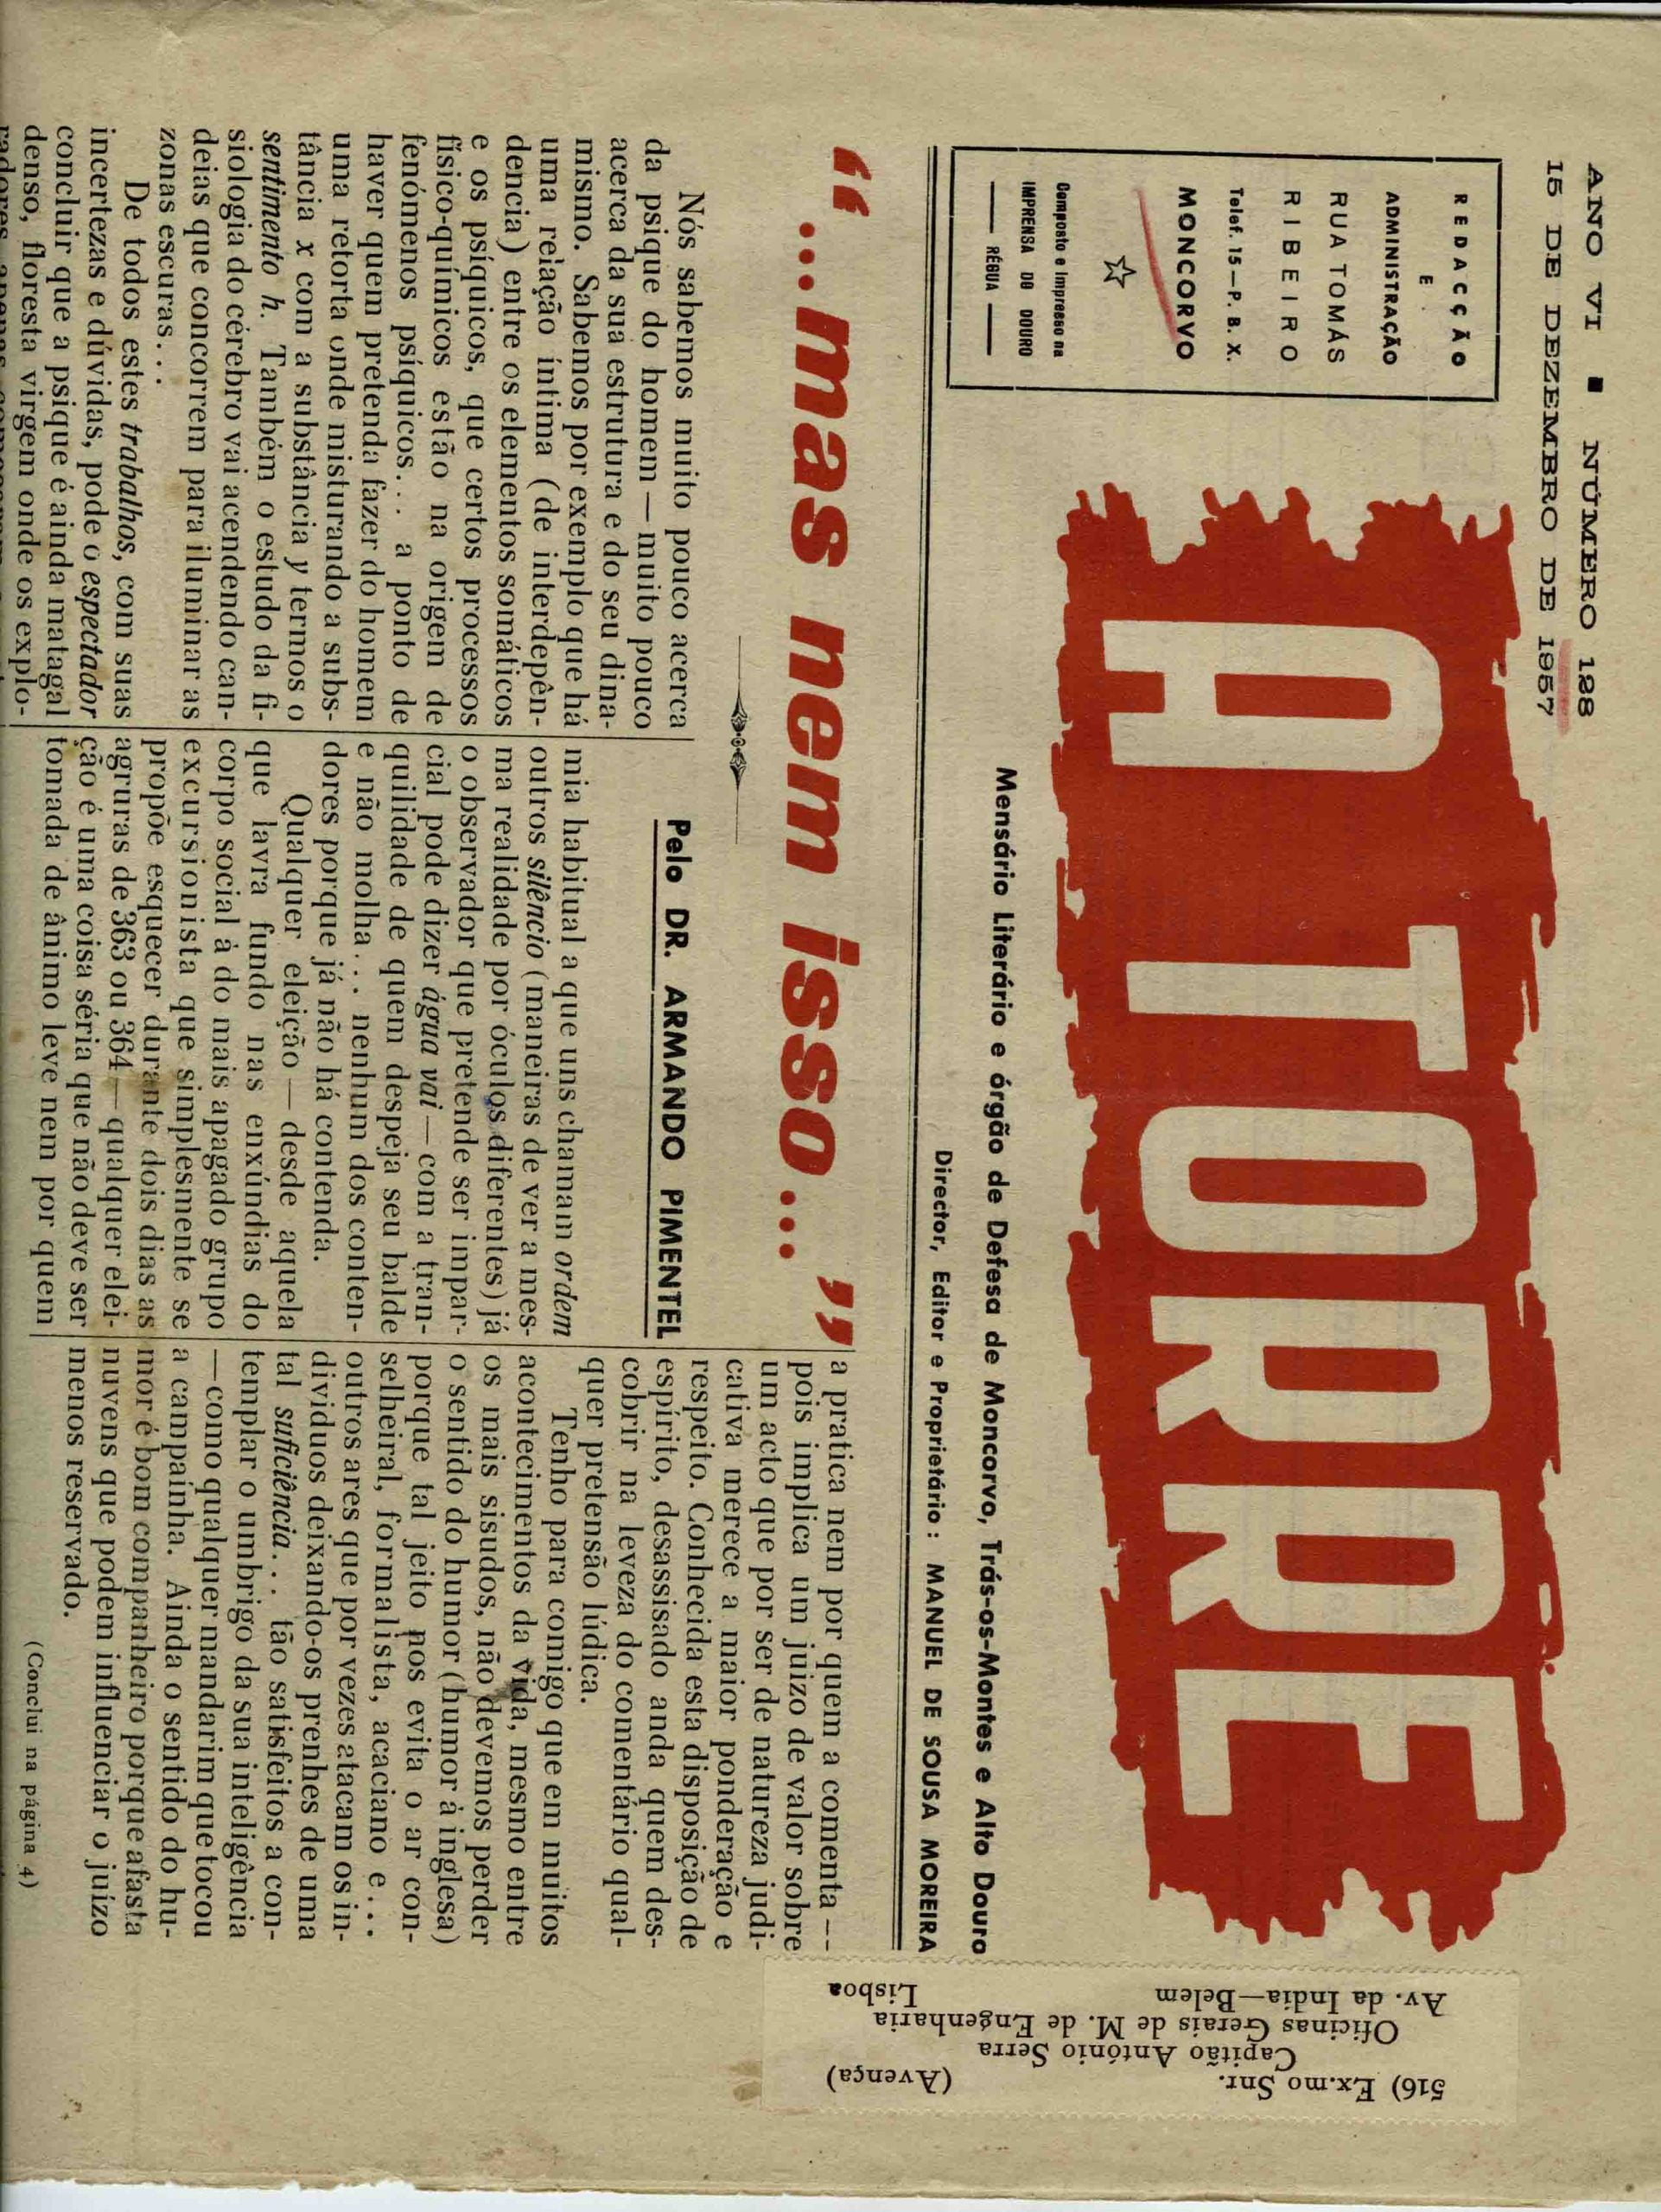 ANO VI ■ NÚMERO 128
15 DE DEZEMBRO DE 1957
REDACÇÃO
E
ADMINISTRAÇÃO
RUA TOMÁS
RIBEIRO
Telef. 15—P. B. X.
MONCORVO
Composto e Impresso na
IMPRENSA DO DOURO
RÉGUA
A TORRE
Mensário Literário e órgão de Defesa de Moncorvo, Trás-os-Montes e Alto Douro
Director, Editor e Proprietário: MANUEL DE SOUSA MOREIRA
516) Ex.mo Snr. (Avença)
Capitão António Serra
Oficinas Gerais de M. de Engenharia
Av. da India—Belem
Lisboa
“...mas nem isso...”
Pelo DR. ARMANDO PIMENTEL
Nós sabemos muito pouco acerca
da psique do homem — muito pouco
acerca da sua estrutura e do seu dina-
mismo. Sabemos por exemplo que há
uma relação íntima (de interdepên-
dencia) entre os elementos somáticos
e os psíquicos, que certos processos
físico-químicos estão na origem de
fenómenos psíquicos... a ponto de
haver quem pretenda fazer do homem
uma retorta onde misturando a subs-
tância x com a substância y termos o
sentimento h. Também o estudo da fi-
siologia do cérebro vai acendendo can-
deias que concorrem para iluminar as
zonas escuras...
De todos estes trabalhos, com suas
incertezas e dúvidas, pode o espectador
concluir que a psique é ainda matagal
denso, floresta virgem onde os explo-
radores apenas
mia habitual a que uns chamam ordem
outros silêncio (maneiras de ver a mes-
ma realidade por óculos diferentes) já
o observador que pretende ser impar-
cial pode dizer água vai — com a tran-
quilidade de quem despeja seu balde
e não molha... nenhum dos conten-
dores porque já não há contenda.
Qualquer eleição — desde aquela
que lavra fundo nas enxúndias do
corpo social á do mais apagado grupo
excursionista que simplesmente se
propõe esquecer durante dois dias as
agruras de 363 ou 364 — qualquer elei-
ção é uma coisa séria que não deve ser
tomada de ânimo leve nem por quem
a pratica nem por quem a comenta —
pois implica um juizo de valor sobre
um acto que por ser de natureza judi-
cativa merece a maior ponderação e
respeito. Conhecida esta disposição de
espírito, desassisado anda quem des-
cobrir na leveza do comentário qual-
quer pretensão lúdica.
Tenho para comigo que em muitos
acontecimentos da vida, mesmo entre
os mais sisudos, não devemos perder
o sentido do humor (humor á inglesa)
porque tal jeito nos evita o ar con-
selheiral, formalista, acaciano e...
outros ares que por vezes atacam os in-
dividuos deixando-os prenhes de uma
tal suficiência... tão satisfeitos a con-
templar o umbrigo da sua inteligência
— como qualquer mandarim que tocou
a campainha. Ainda o sentido do hu-
mor é bom companheiro porque afasta
nuvens que podem influenciar o juízo
menos reservado.
(Conclui na página 4)